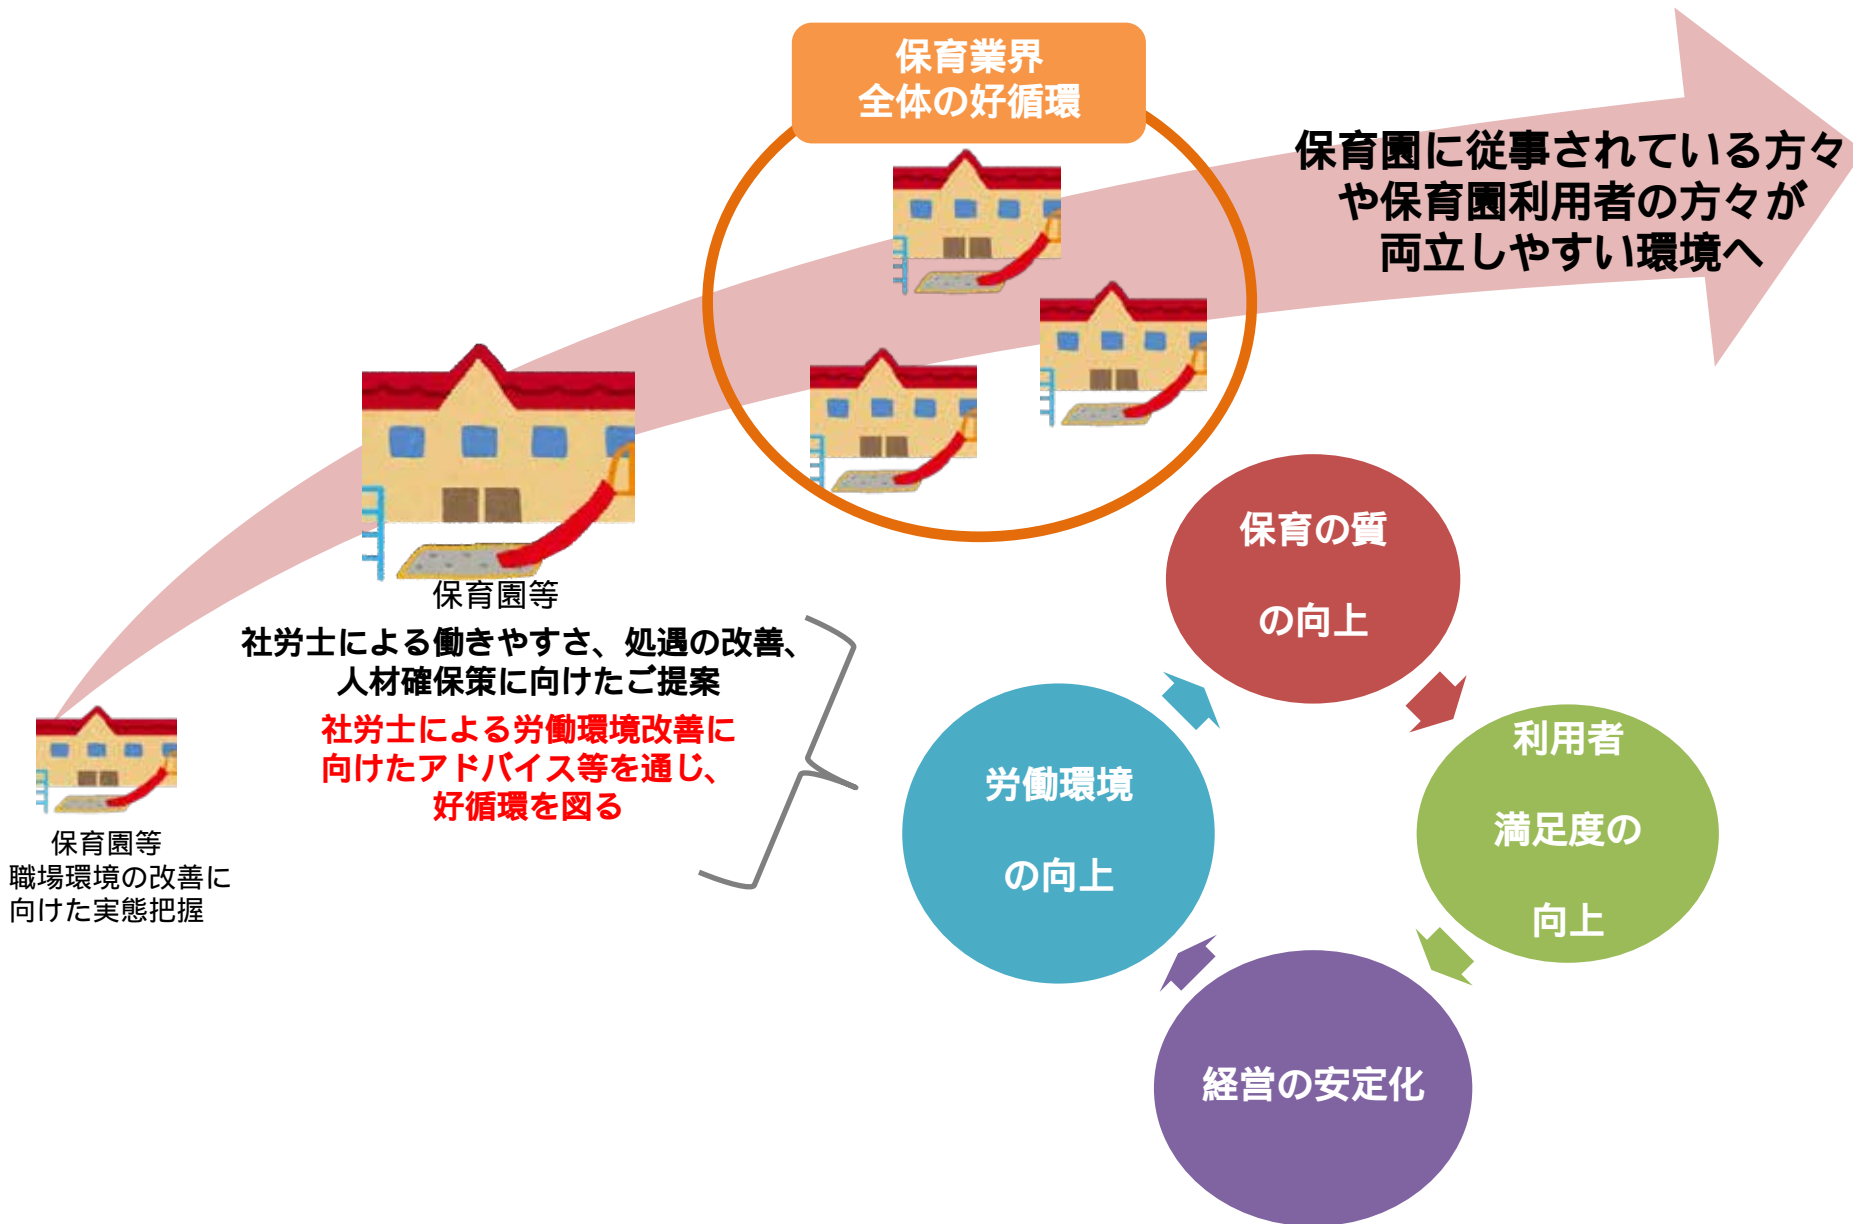 保育業界
全体の好循環
保育園に従事されている方々
や保育園利用者の方々が
両立しやすい環境へ
保育園等
社労士による働きやすさ、処遇の改善、
人材確保策に向けたご提案
社労士による労働環境改善に
向けたアドバイス等を通じ、
好循環を図る
保育園等
職場環境の改善に
向けた実態把握
保育の質
の向上
利用者
満足度の
向上
経営の安定化
労働環境
の向上